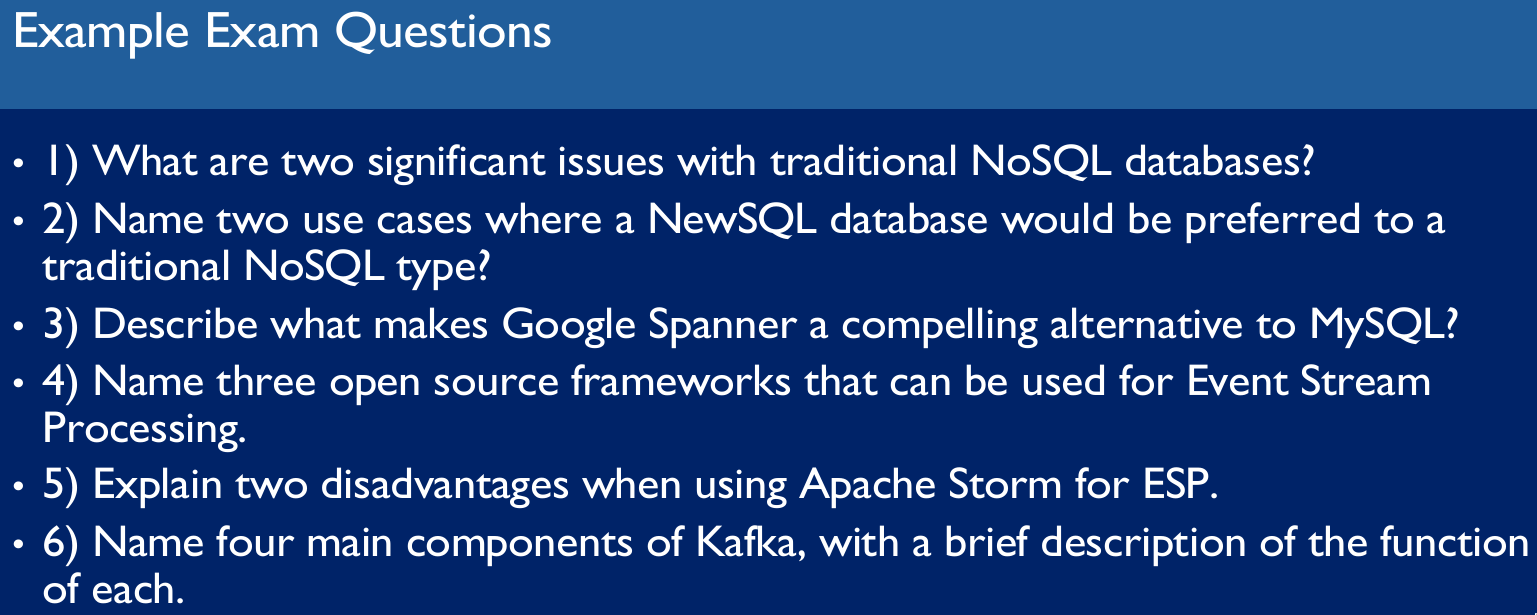 Example Exam Questions
• 1) What are two significant issues with traditional NoSQL databases?
• 2) Name two use cases where a NewSQL database would be preferred to a
traditional NoSQL type?
• 3) Describe what makes Google Spanner a compelling alternative to MySQL?
• 4) Name three open source frameworks that can be used for Event Stream
Processing.
• 5) Explain two disadvantages when using Apache Storm for ESP.
• 6) Name four main components of Kafka, with a brief description of the function
of each.